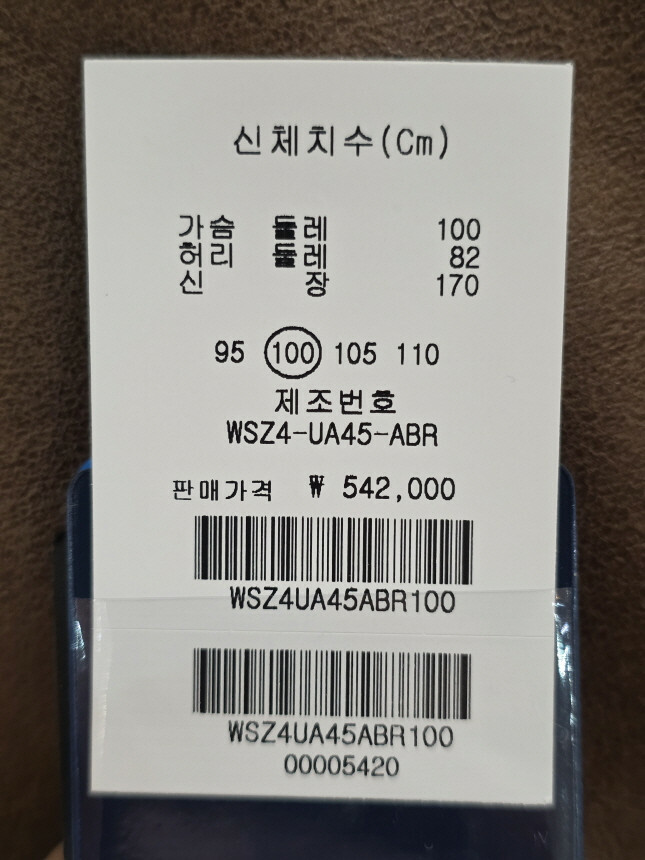 신체치수(Cm)
가슴 둘레 100
허리 둘레 82
신 장 170
95 100 105 110
제조번호
WSZ4-UA45-ABR
판매가격 ₩ 542,000
WSZ4UA45ABR100
WSZ4UA45ABR100
00005420